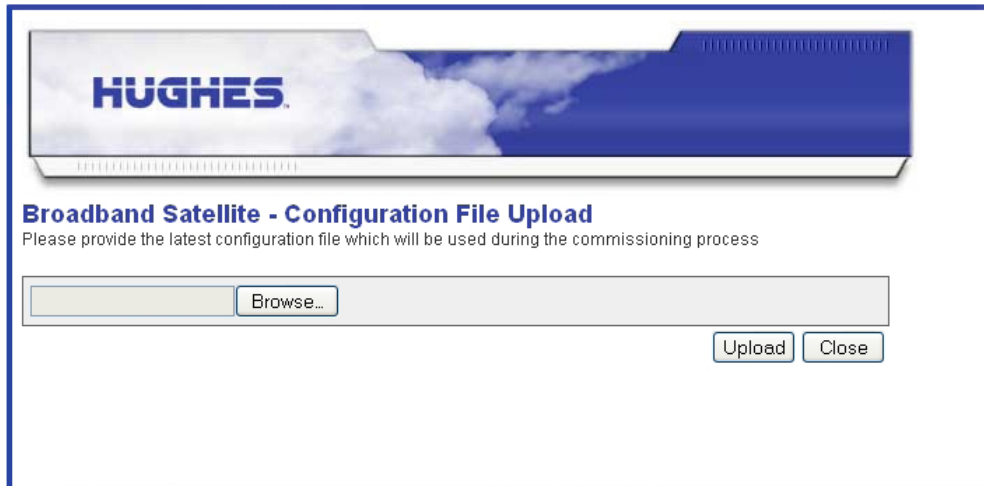 HUGHES
Broadband Satellite - Configuration File Upload
Please provide the latest configuration file which will be used during the commissioning process
Browse...
Upload Close